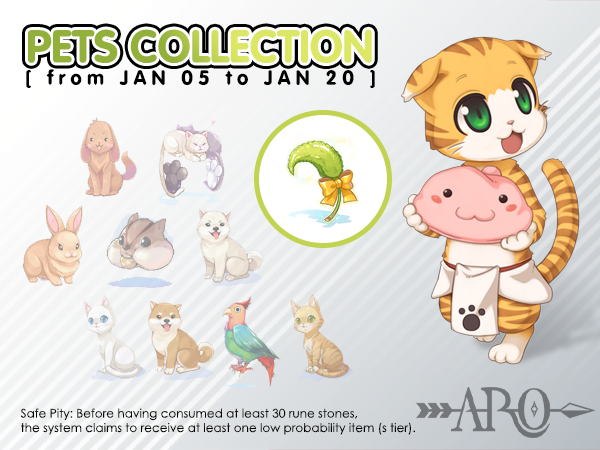 PETS COLLECTION
[ from JAN 05 to JAN 20 ]
Safe Pity: Before having consumed at least 30 rune stones,
the system claims to receive at least one low probability item (s tier).
ARO